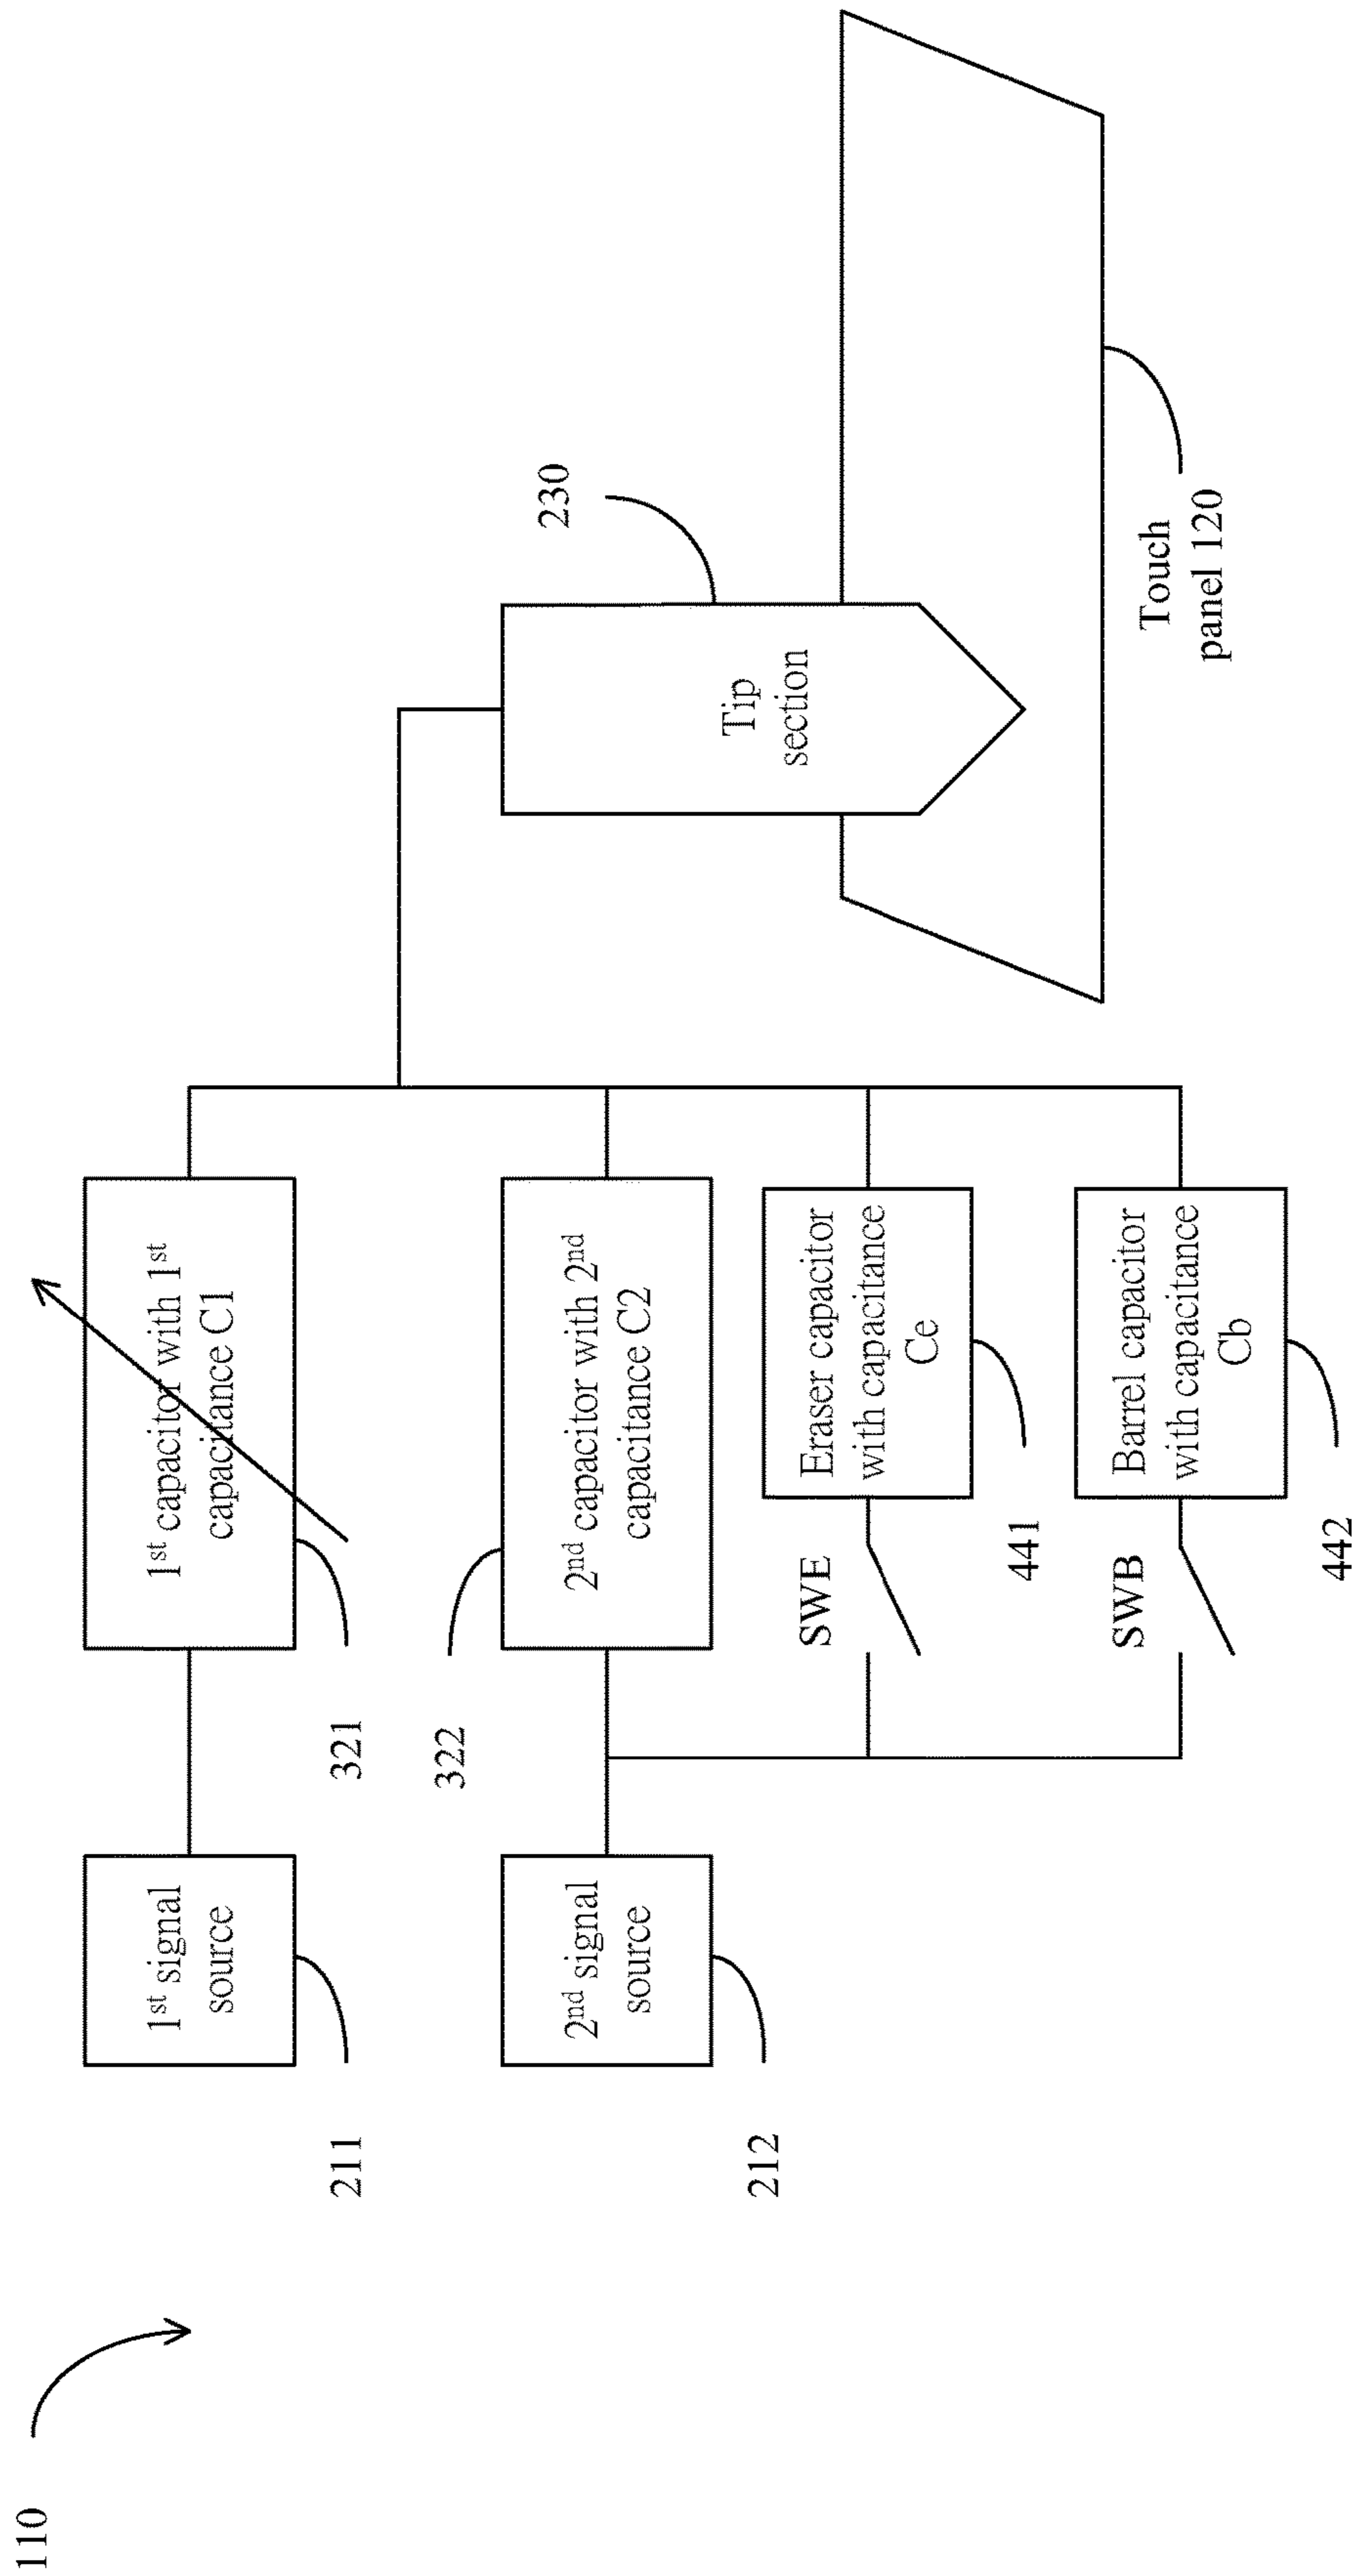 110
211
1st signal
source
321
1st capacitor with 1st
capacitance C1
212
2nd signal
source
322
2nd capacitor with 2nd
capacitance C2
SWE
441
Eraser capacitor
with capacitance
Ce
SWB
442
Barrel capacitor
with capacitance
Cb
230
Tip
section
Touch
panel 120